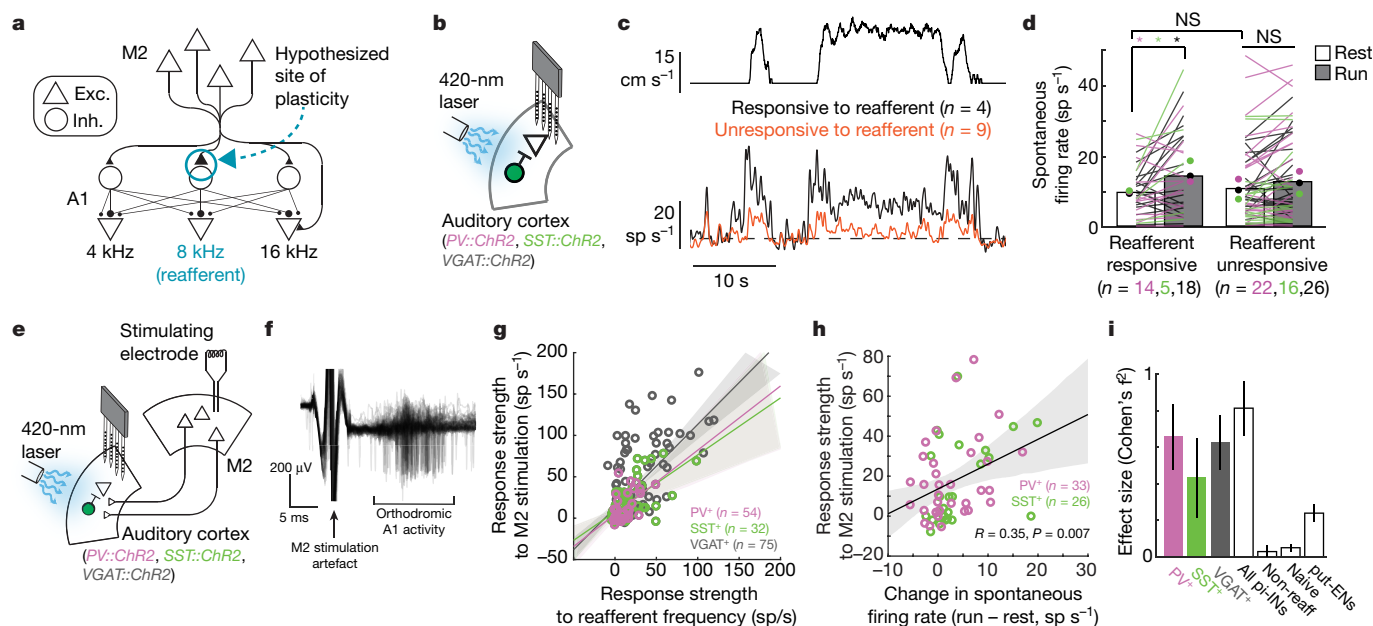 a
M2
Hypothesized
site of
plasticity
Exc.
Inh.
A1
4 kHz
8 kHz
(reafferent)
16 kHz
b
420-nm
laser
Auditory cortex
(PV::ChR2, SST::ChR2,
VGAT::ChR2)
c
15
cm s⁻¹
Responsive to reafferent (n = 4)
Unresponsive to reafferent (n = 9)
20
sp s⁻¹
10 s
d
NS
NS
* * *
Rest
Run
Spontaneous
firing rate (sp s⁻¹)
40
20
0
Reafferent
responsive
(n = 14,5,18)
Reafferent
unresponsive
(n = 22,16,26)
e
Stimulating
electrode
420-nm
laser
M2
Auditory cortex
(PV::ChR2, SST::ChR2,
VGAT::ChR2)
f
200 µV
5 ms
Orthodromic
A1 activity
M2 stimulation
artefact
g
Response strength
to M2 stimulation (sp s⁻¹)
200
150
100
50
0
–50
PV⁺ (n = 54)
SST⁺ (n = 32)
VGAT⁺ (n = 75)
0 50 100 150 200
Response strength
to reafferent frequency (sp/s)
h
Response strength
to M2 stimulation (sp s⁻¹)
80
60
40
20
0
–20
PV⁺ (n = 33)
SST⁺ (n = 26)
R = 0.35, P = 0.007
–10 0 10 20 30
Change in spontaneous
firing rate (run – rest, sp s⁻¹)
i
Effect size (Cohen's f²)
1
0
PV⁺
SST⁺
VGAT⁺
All pi-INs
Non-reaff
Naive
put-ENs